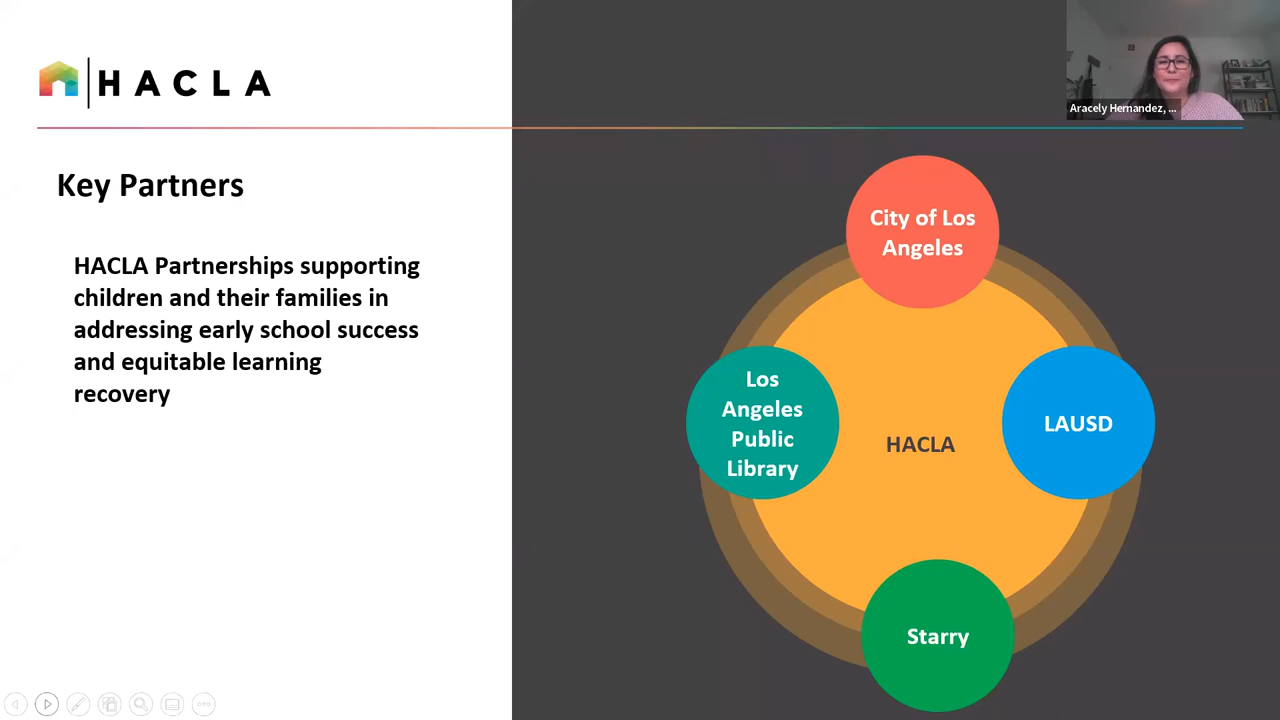 HACLA
Aracely Hernandez, ...
Key Partners
HACLA Partnerships supporting
children and their families in
addressing early school success
and equitable learning
recovery
City of Los
Angeles
Los
Angeles
Public
Library
HACLA
LAUSD
Starry